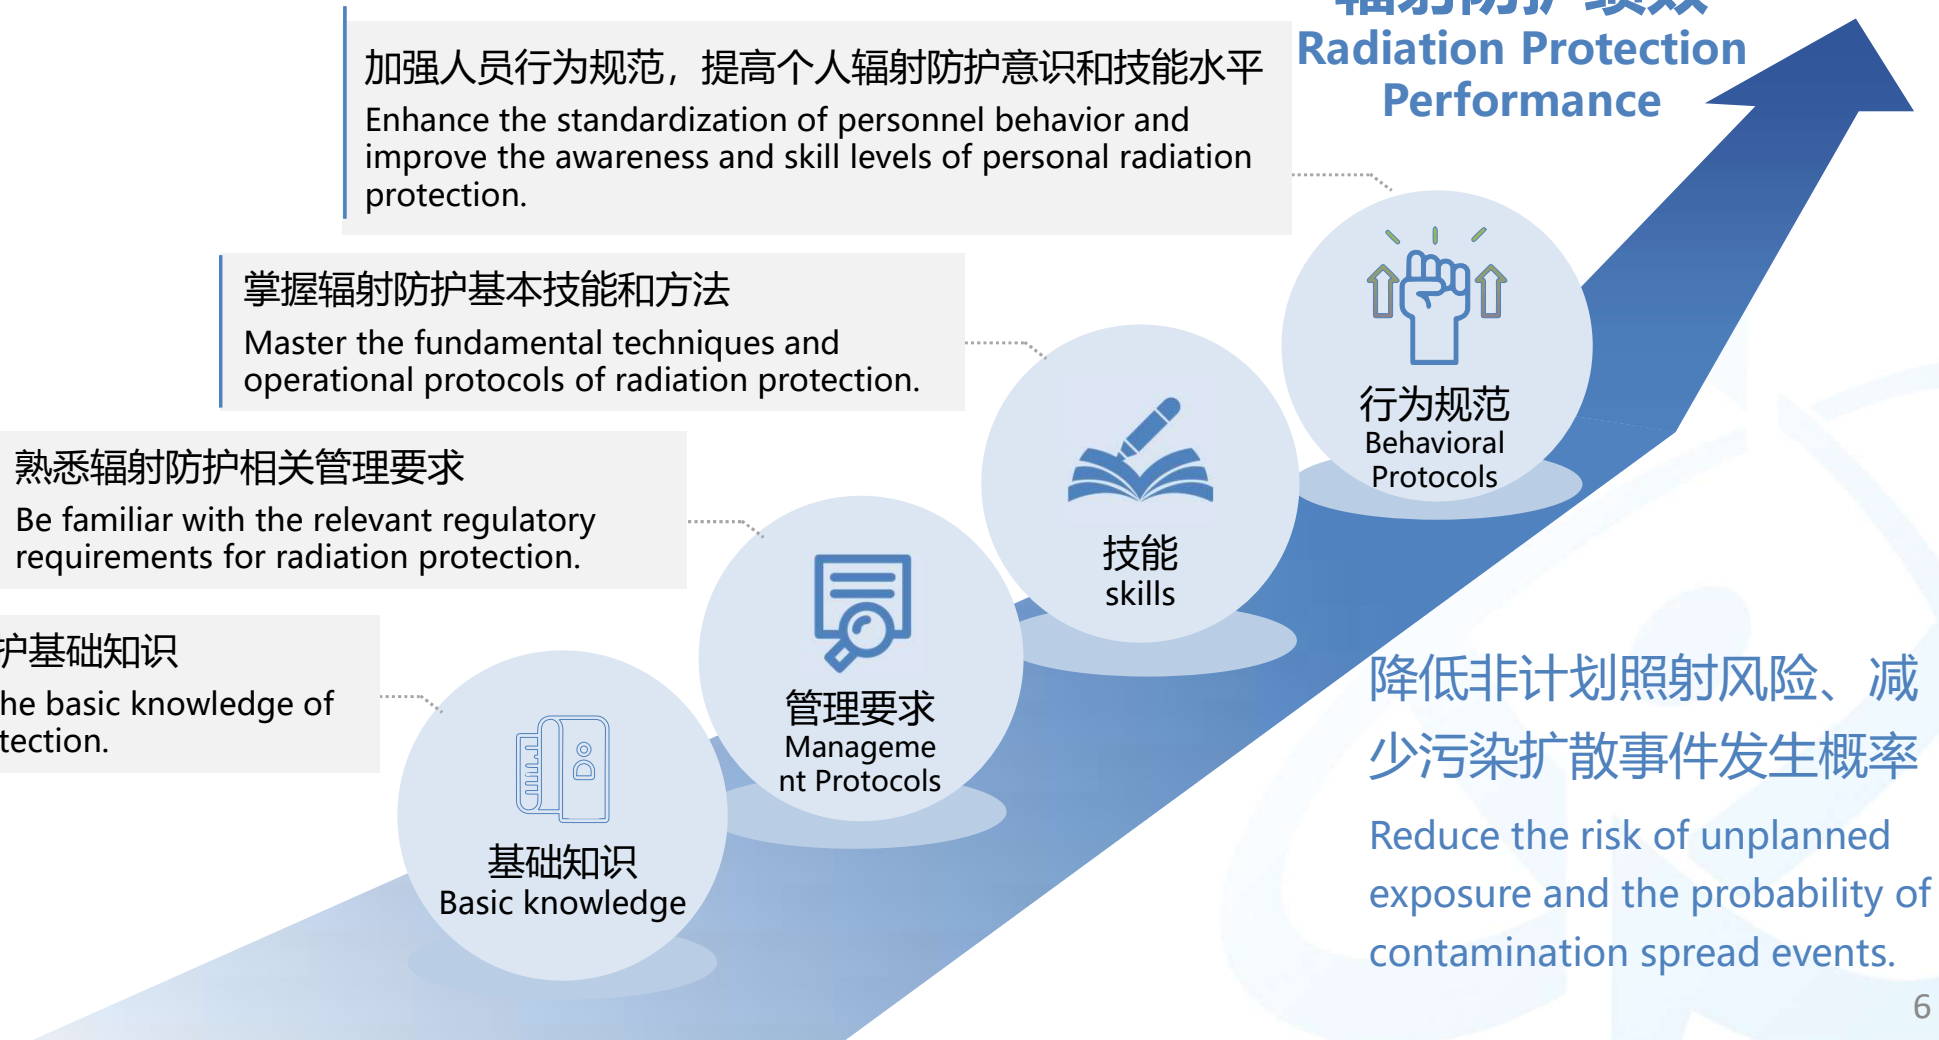 辐射防护绩效
Radiation Protection
Performance
加强人员行为规范，提高个人辐射防护意识和技能水平
Enhance the standardization of personnel behavior and
improve the awareness and skill levels of personal radiation
protection.
行为规范
Behavioral
Protocols
掌握辐射防护基本技能和方法
Master the fundamental techniques and
operational protocols of radiation protection.
技能
skills
熟悉辐射防护相关管理要求
Be familiar with the relevant regulatory
requirements for radiation protection.
管理要求
Manageme
nt Protocols
护基础知识
he basic knowledge of
tection.
基础知识
Basic knowledge
降低非计划照射风险、减
少污染扩散事件发生概率
Reduce the risk of unplanned
exposure and the probability of
contamination spread events.
6